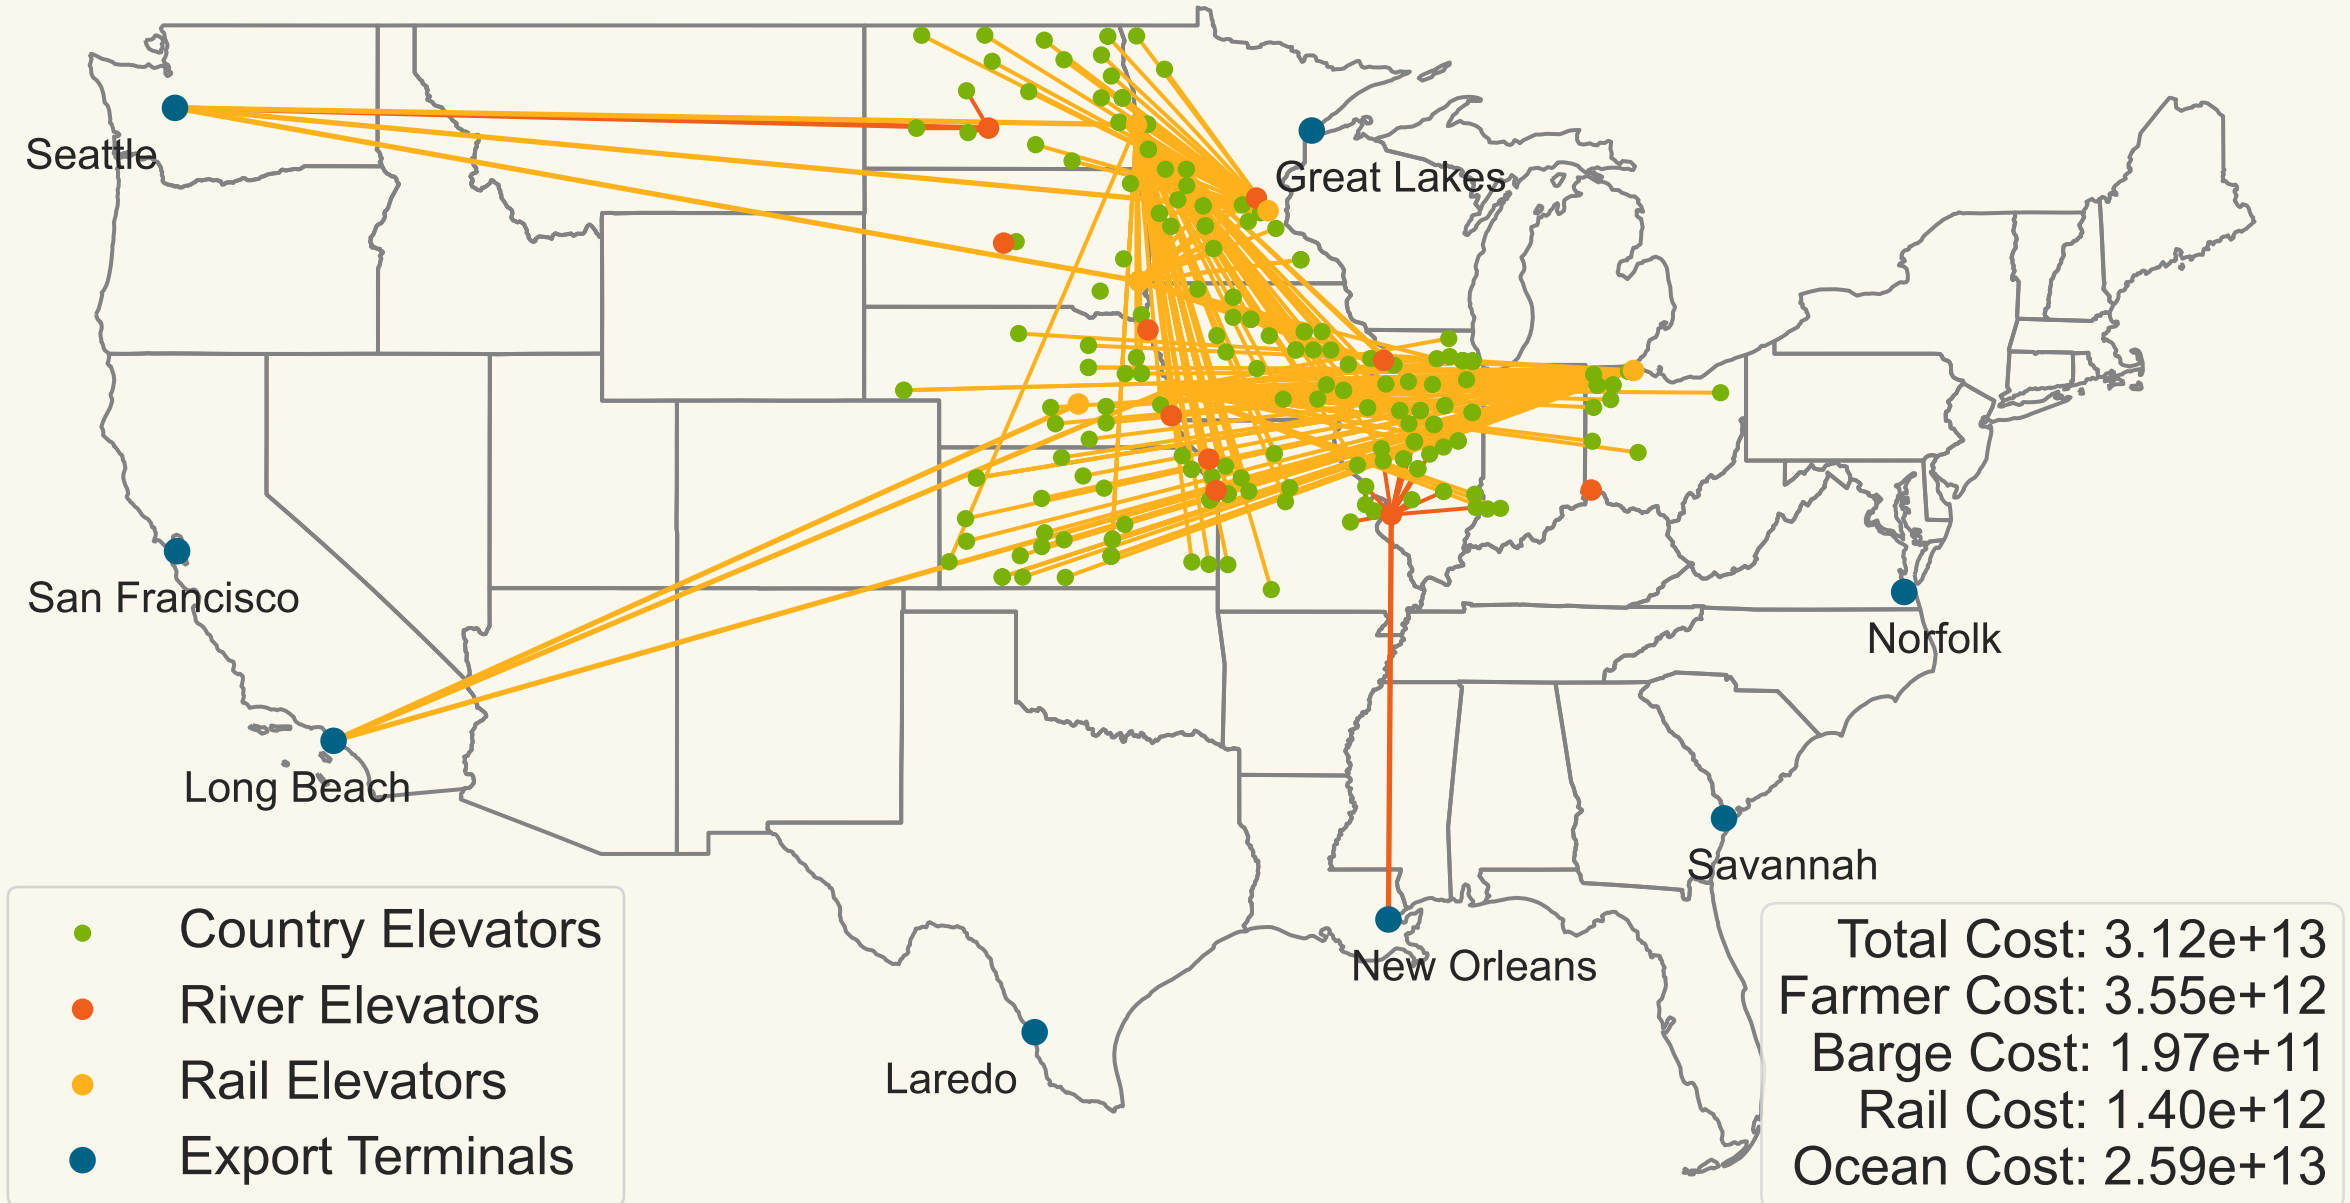 Seattle
Great Lakes
San Francisco
Norfolk
Long Beach
Savannah
New Orleans
Laredo
Country Elevators
River Elevators
Rail Elevators
Export Terminals
Total Cost: 3.12e+13
Farmer Cost: 3.55e+12
Barge Cost: 1.97e+11
Rail Cost: 1.40e+12
Ocean Cost: 2.59e+13